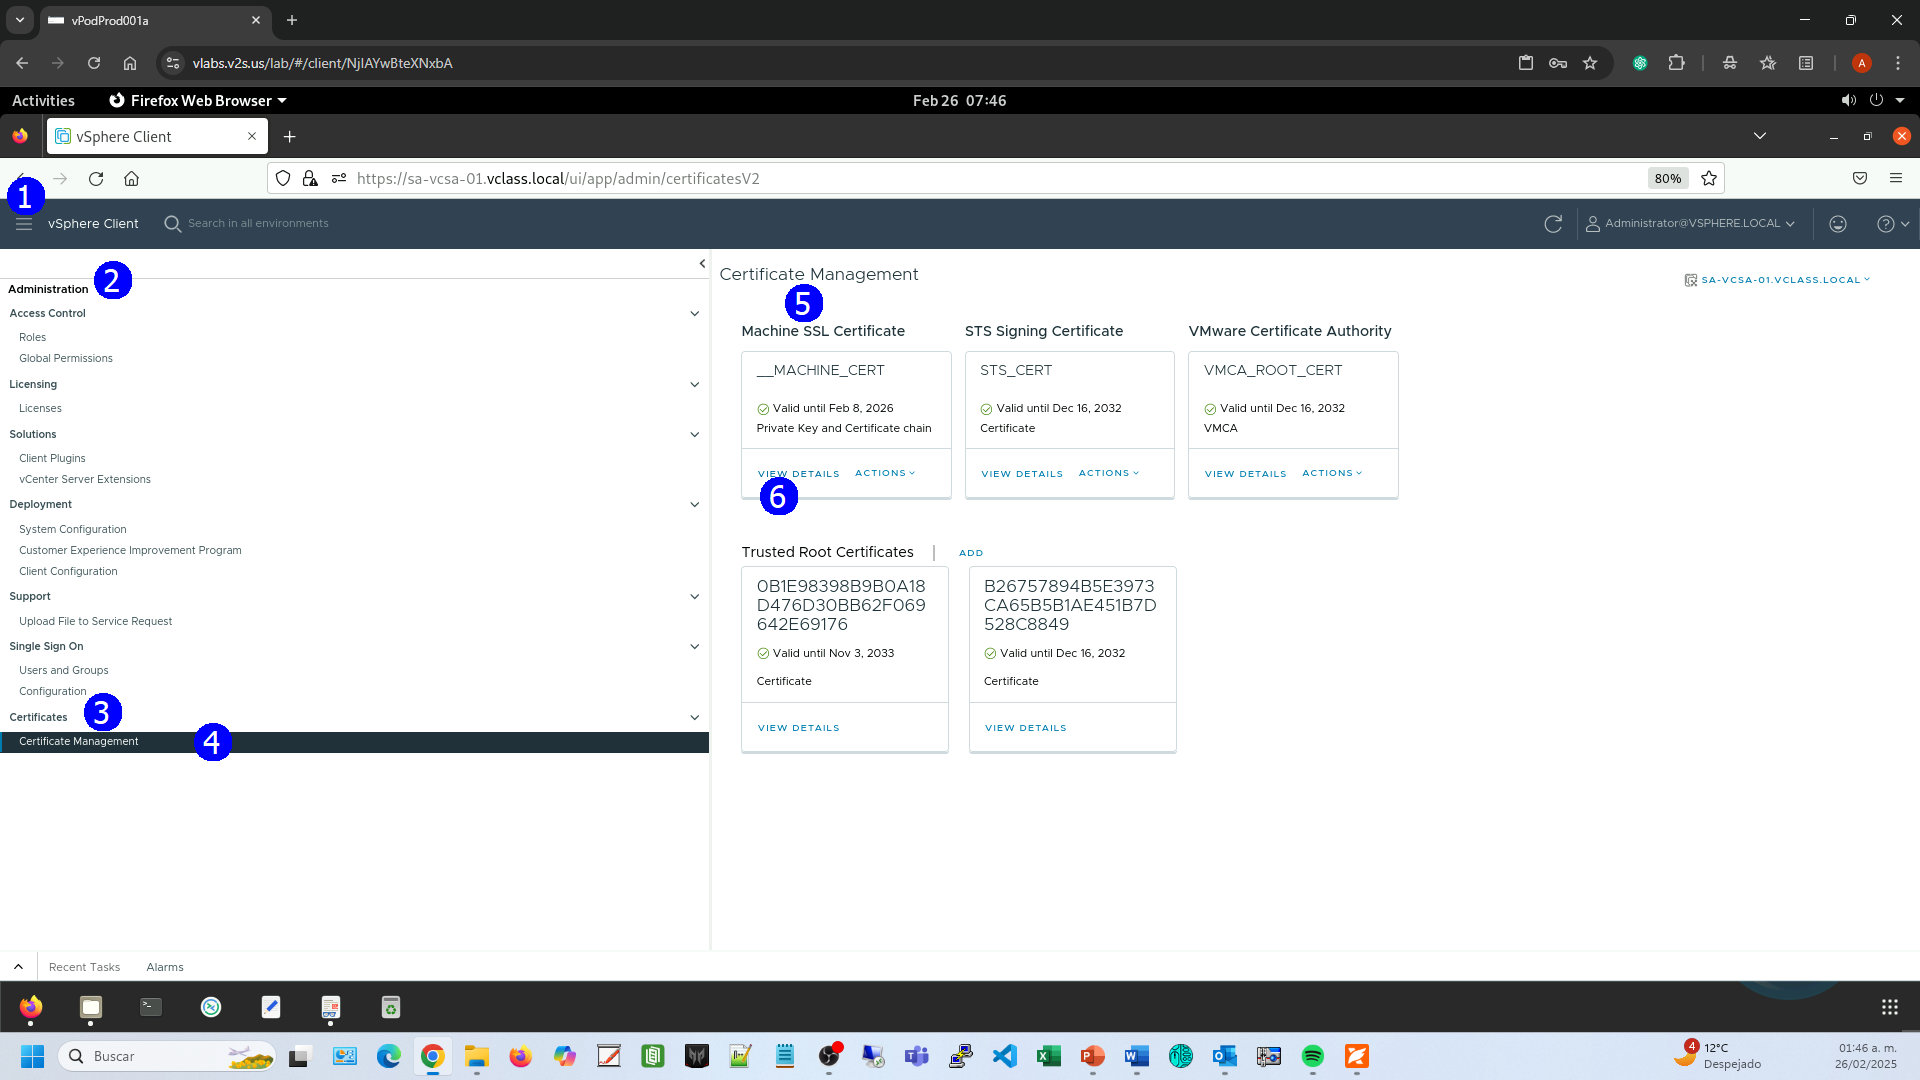 vPodProd001a
vlabs.v2s.us/lab/#/client/NjIAYwBteXNxbA
A
Activities
Firefox Web Browser
Feb 26 07:46
vSphere Client
https://sa-vcsa-01.vclass.local/ui/app/admin/certificatesV2
80%
1
vSphere Client
Search in all environments
Administrator@VSPHERE.LOCAL
Administration
2
Access Control
Roles
Global Permissions
Licensing
Licenses
Solutions
Client Plugins
vCenter Server Extensions
Deployment
System Configuration
Customer Experience Improvement Program
Client Configuration
Support
Upload File to Service Request
Single Sign On
Users and Groups
Configuration
Certificates
3
Certificate Management
4
Certificate Management
SA-VCSA-01.VCLASS.LOCAL
5
Machine SSL Certificate
__MACHINE_CERT
Valid until Feb 8, 2026
Private Key and Certificate chain
VIEW DETAILS
ACTIONS
6
STS Signing Certificate
STS_CERT
Valid until Dec 16, 2032
Certificate
VIEW DETAILS
ACTIONS
VMware Certificate Authority
VMCA_ROOT_CERT
Valid until Dec 16, 2032
VMCA
VIEW DETAILS
ACTIONS
Trusted Root Certificates
ADD
0B1E98398B9B0A18
D476D30BB62F069
642E69176
Valid until Nov 3, 2033
Certificate
VIEW DETAILS
B26757894B5E3973
CA65B5B1AE451B7D
528C8849
Valid until Dec 16, 2032
Certificate
VIEW DETAILS
Recent Tasks
Alarms
Buscar
4
12°C
Despejado
01:46 a. m.
26/02/2025